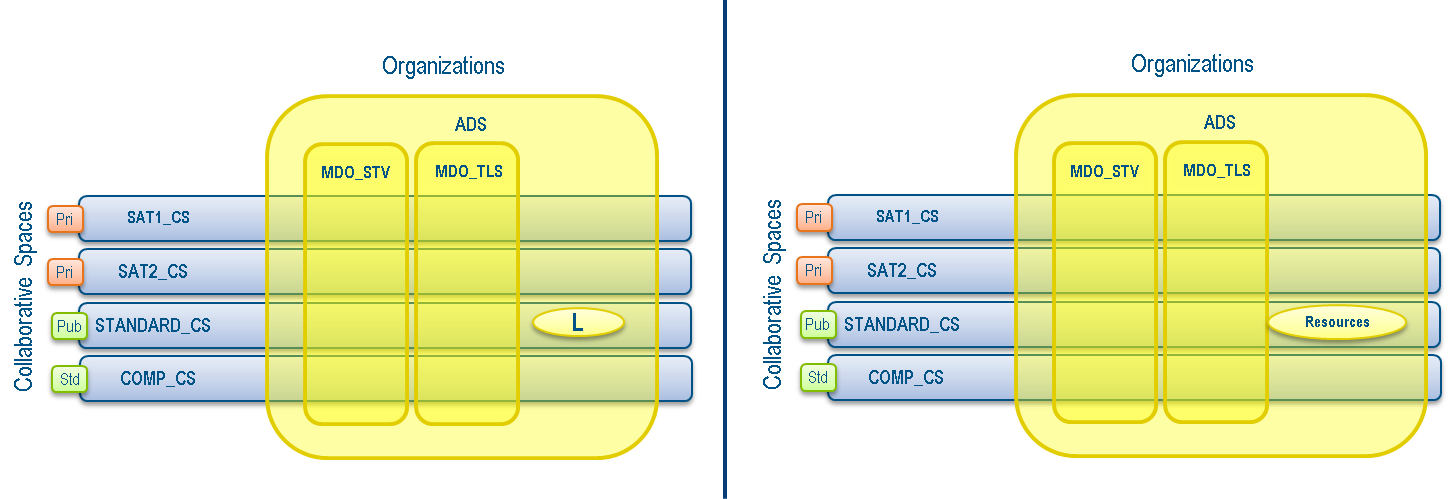 Organizations
ADS
MDO_STV
MDO_TLS
Collaborative Spaces
Pri
SAT1_CS
Pri
SAT2_CS
Pub
STANDARD_CS
L
Std
COMP_CS
Organizations
ADS
MDO_STV
MDO_TLS
Collaborative Spaces
Pri
SAT1_CS
Pri
SAT2_CS
Pub
STANDARD_CS
Resources
Std
COMP_CS